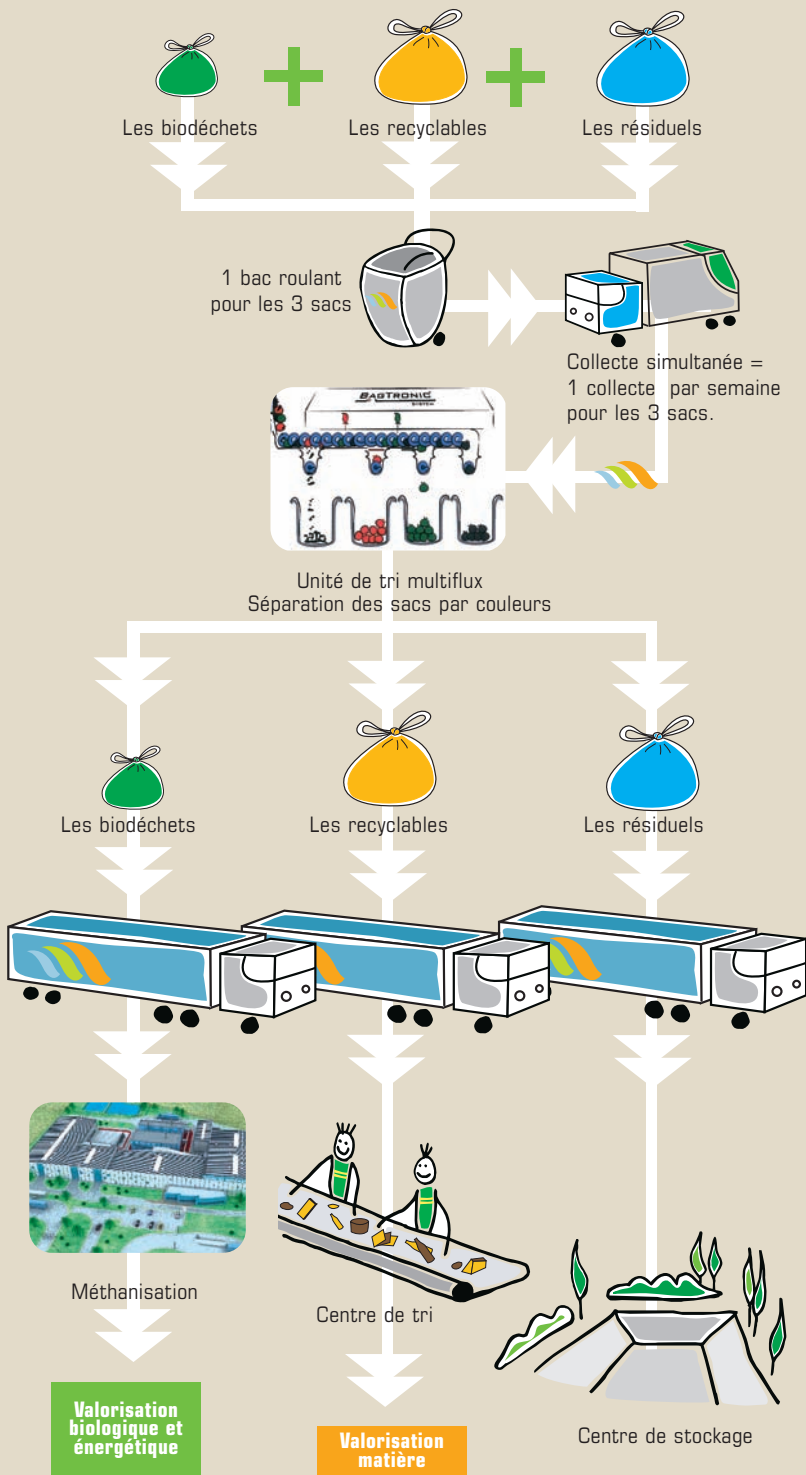 Les biodéchets
Les recyclables
Les résiduels
1 bac roulant
pour les 3 sacs
Collecte simultanée =
1 collecte par semaine
pour les 3 sacs.
BAGTRONIC
SYSTEM
Unité de tri multiflux
Séparation des sacs par couleurs
Les biodéchets
Les recyclables
Les résiduels
Méthanisation
Centre de tri
Centre de stockage
Valorisation
biologique et
énergétique
Valorisation
matière